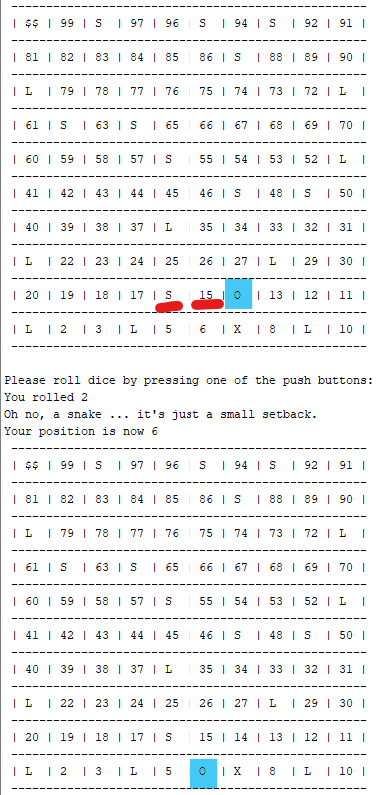 ------------------------------------------------
| $$ | 99 | S | 97 | 96 | S | 94 | S | 92 | 91 |
------------------------------------------------
| 81 | 82 | 83 | 84 | 85 | 86 | S | 88 | 89 | 90 |
------------------------------------------------
| L | 79 | 78 | 77 | 76 | 75 | 74 | 73 | 72 | L |
------------------------------------------------
| 61 | S | 63 | S | 65 | 66 | 67 | 68 | 69 | 70 |
------------------------------------------------
| 60 | 59 | 58 | 57 | S | 55 | 54 | 53 | 52 | L |
------------------------------------------------
| 41 | 42 | 43 | 44 | 45 | 46 | S | 48 | S | 50 |
------------------------------------------------
| 40 | 39 | 38 | 37 | L | 35 | 34 | 33 | 32 | 31 |
------------------------------------------------
| L | 22 | 23 | 24 | 25 | 26 | 27 | L | 29 | 30 |
------------------------------------------------
| 20 | 19 | 18 | 17 | S | 15 | O | 13 | 12 | 11 |
------------------------------------------------
| L | 2 | 3 | L | 5 | 6 | X | 8 | L | 10 |
------------------------------------------------
Please roll dice by pressing one of the push buttons:
You rolled 2
Oh no, a snake ... it's just a small setback.
Your position is now 6
------------------------------------------------
| $$ | 99 | S | 97 | 96 | S | 94 | S | 92 | 91 |
------------------------------------------------
| 81 | 82 | 83 | 84 | 85 | 86 | S | 88 | 89 | 90 |
------------------------------------------------
| L | 79 | 78 | 77 | 76 | 75 | 74 | 73 | 72 | L |
------------------------------------------------
| 61 | S | 63 | S | 65 | 66 | 67 | 68 | 69 | 70 |
------------------------------------------------
| 60 | 59 | 58 | 57 | S | 55 | 54 | 53 | 52 | L |
------------------------------------------------
| 41 | 42 | 43 | 44 | 45 | 46 | S | 48 | S | 50 |
------------------------------------------------
| 40 | 39 | 38 | 37 | L | 35 | 34 | 33 | 32 | 31 |
------------------------------------------------
| L | 22 | 23 | 24 | 25 | 26 | 27 | L | 29 | 30 |
------------------------------------------------
| 20 | 19 | 18 | 17 | S | 15 | 14 | 13 | 12 | 11 |
------------------------------------------------
| L | 2 | 3 | L | 5 | O | X | 8 | L | 10 |
------------------------------------------------